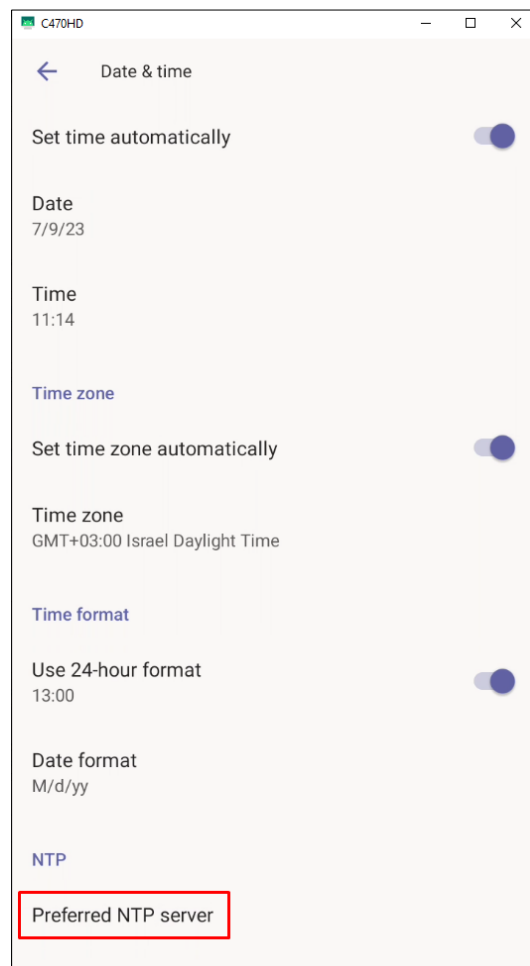 C470HD
Date & time
Set time automatically
Date
7/9/23
Time
11:14
Time zone
Set time zone automatically
Time zone
GMT+03:00 Israel Daylight Time
Time format
Use 24-hour format
13:00
Date format
M/d/yy
NTP
Preferred NTP server